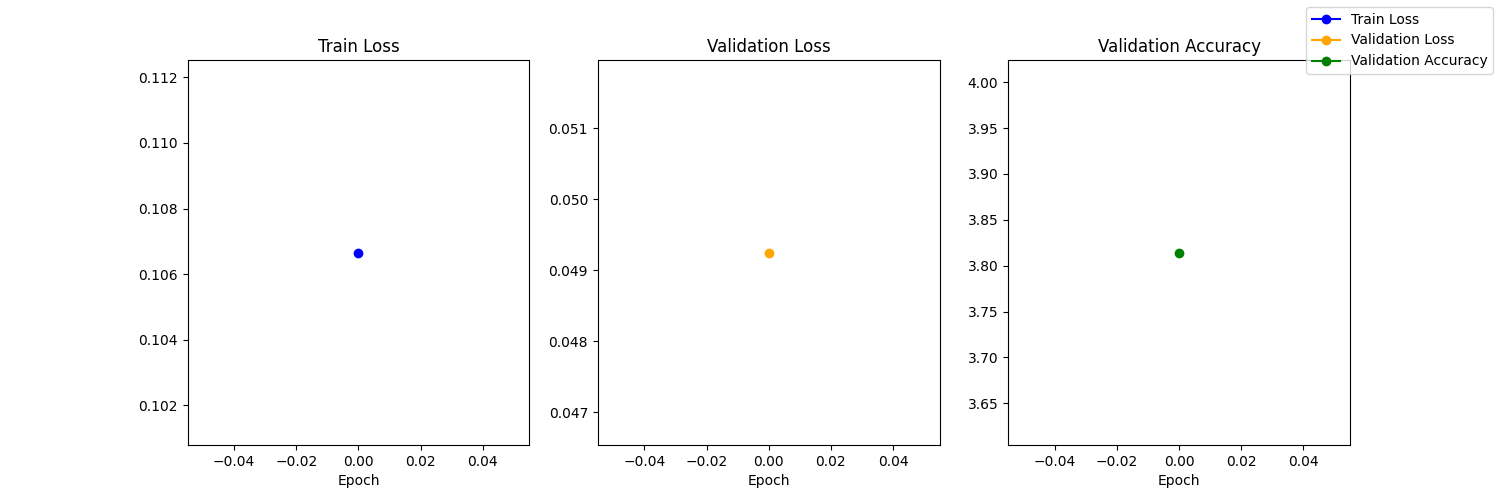 Train Loss
Validation Loss
Validation Accuracy
Train Loss
0.112
0.110
0.108
0.106
0.104
0.102
−0.04 −0.02 0.00 0.02 0.04
Epoch
Validation Loss
0.051
0.050
0.049
0.048
0.047
−0.04 −0.02 0.00 0.02 0.04
Epoch
Validation Accuracy
4.00
3.95
3.90
3.85
3.80
3.75
3.70
3.65
−0.04 −0.02 0.00 0.02 0.04
Epoch